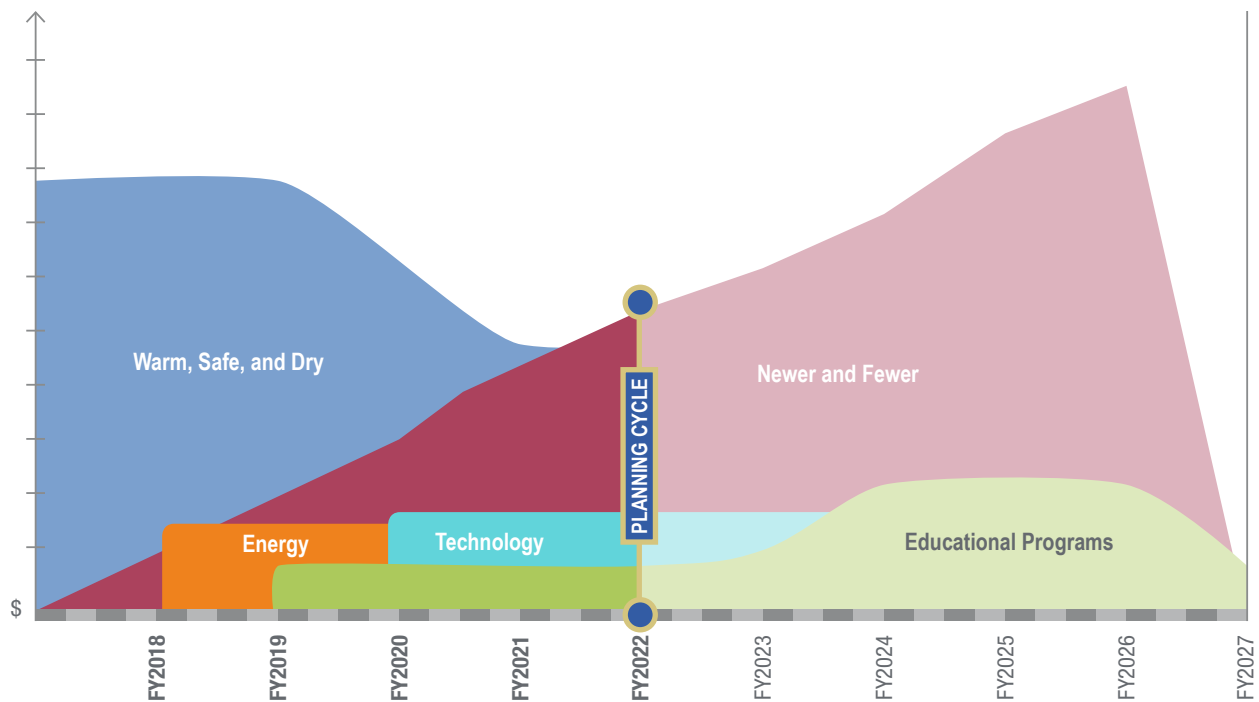 Warm, Safe, and Dry
Newer and Fewer
PLANNING CYCLE
Energy
Technology
Educational Programs
$
FY2018
FY2019
FY2020
FY2021
FY2022
FY2023
FY2024
FY2025
FY2026
FY2027